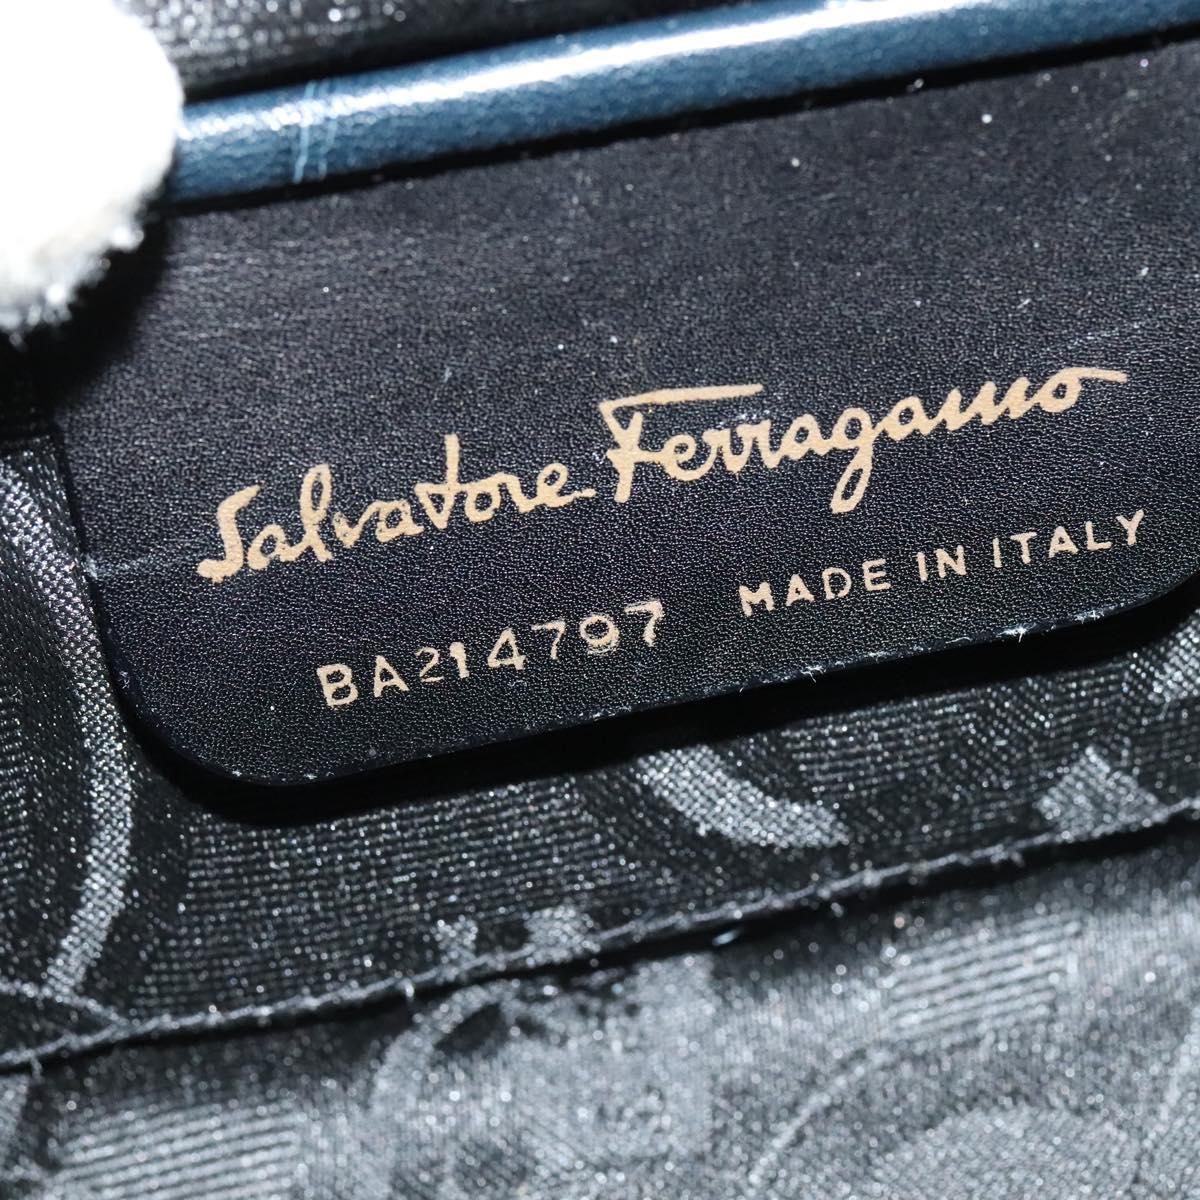 Salvatore Ferragamo
BA214797 MADE IN ITALY